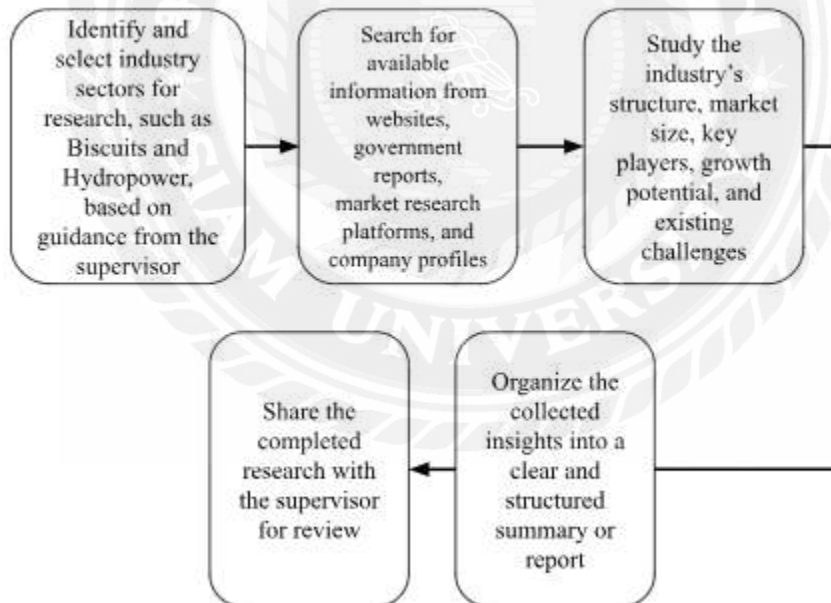 Identify and
select industry
sectors for
research, such as
Biscuits and
Hydropower,
based on
guidance from the
supervisor
Search for
available
information from
websites,
government
reports,
market research
platforms, and
company profiles
Study the
industry's
structure, market
size, key
players, growth
potential, and
existing
challenges
Organize the
collected
insights into a
clear and
structured
summary or
report
Share the
completed
research with
the supervisor
for review
SIAM UNIVERSI